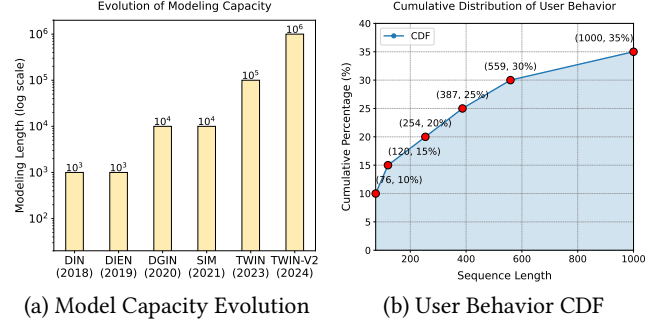 Evolution of Modeling Capacity
Modeling Length (log scale)
10^6
10^5
10^4
10^3
10^2
10^3
10^3
10^4
10^4
10^5
10^6
DIN
(2018)
DIEN
(2019)
DGIN
(2020)
SIM
(2021)
TWIN
(2023)
TWIN-V2
(2024)
(a) Model Capacity Evolution
Cumulative Distribution of User Behavior
Cumulative Percentage (%)
40
35
30
25
20
15
10
5
0
CDF
(76, 10%)
(120, 15%)
(254, 20%)
(387, 25%)
(559, 30%)
(1000, 35%)
200
400
600
800
1000
Sequence Length
(b) User Behavior CDF